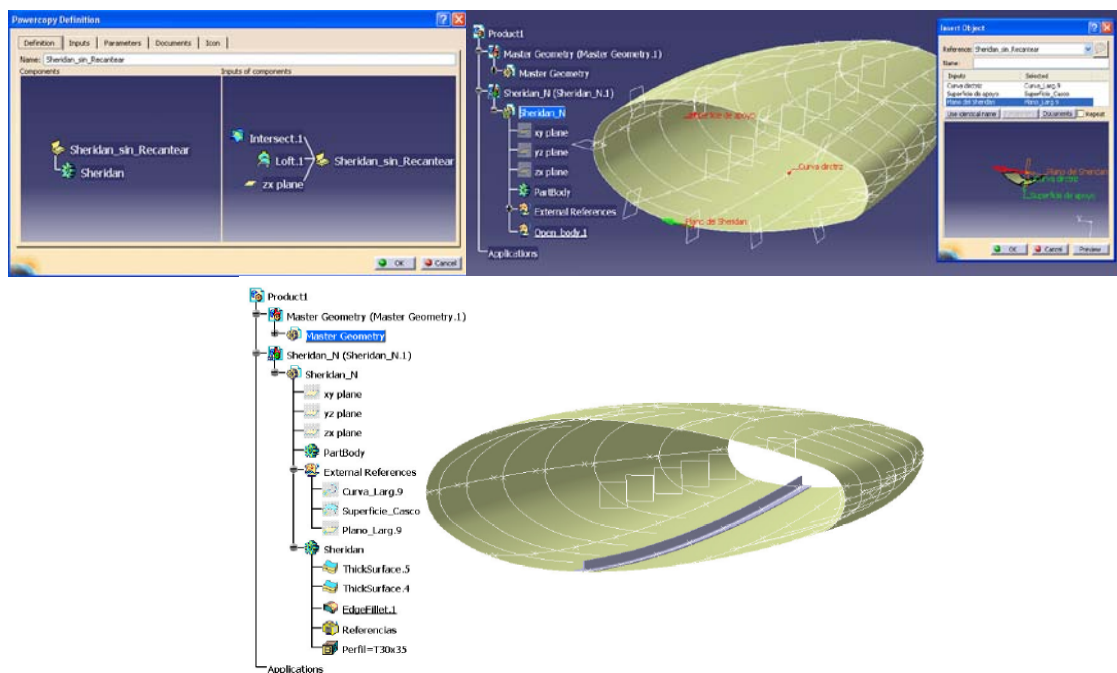 Powercopy Definition
Definition Inputs Parameters Documents Icon
Name: Sheridan_sin_Recantear
Components Inputs of components
Sheridan_sin_Recantear
Sheridan
Intersect.1
Loft.1
Sheridan_sin_Recantear
zx plane
OK Cancel
Product1
Master Geometry (Master Geometry.1)
Master Geometry
Sheridan_N (Sheridan_N.1)
Sheridan_N
xy plane
yz plane
zx plane
PartBody
External References
Open_body.1
Applications
Superficie de apoyo
Curva directriz
Plano del Sheridan
Insert Object
Reference: Sheridan_sin_Recantear
Name:
Inputs Selected
Curva directriz Curva_Larg.9
Superficie de apoyo Superficie_Casco
Plano del Sheridan Plano_Larg.9
Use identical name Documents Repeat
Plano del Sheridan
Curva directriz
Superficie de apoyo
OK Cancel Preview
Product1
Master Geometry (Master Geometry.1)
Master Geometry
Sheridan_N (Sheridan_N.1)
Sheridan_N
xy plane
yz plane
zx plane
PartBody
External References
Curva_Larg.9
Superficie_Casco
Plano_Larg.9
Sheridan
ThickSurface.5
ThickSurface.4
EdgeFillet.1
Referencias
Perfil=T30x35
Applications